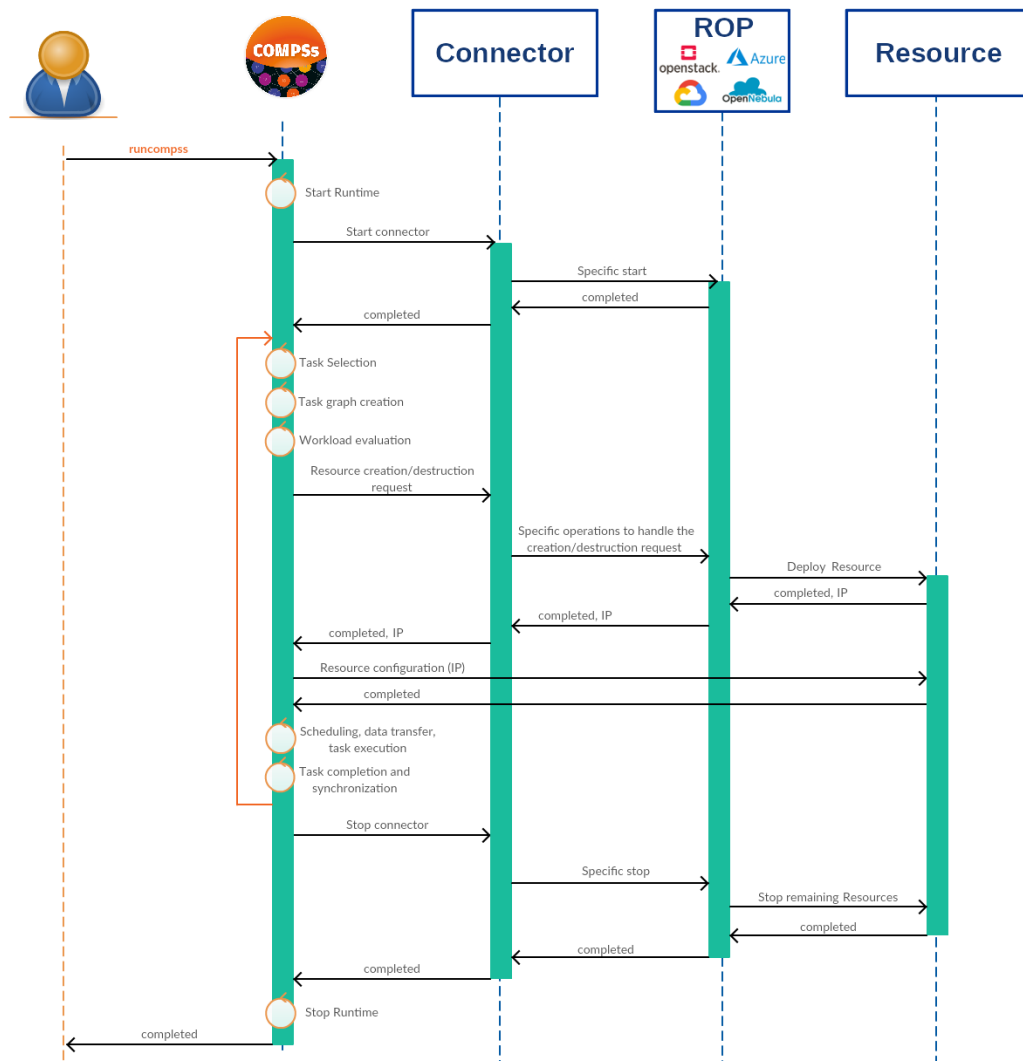 COMPSs
Connector
ROP
openstack.
Azure
OpenNebula
Resource
runcompss
Start Runtime
Start connector
Specific start
completed
completed
Task Selection
Task graph creation
Workload evaluation
Resource creation/destruction
request
Specific operations to handle the
creation/destruction request
Deploy Resource
completed, IP
completed, IP
completed, IP
Resource configuration (IP)
completed
Scheduling, data transfer,
task execution
Task completion and
synchronization
Stop connector
Specific stop
Stop remaining Resources
completed
completed
completed
Stop Runtime
completed